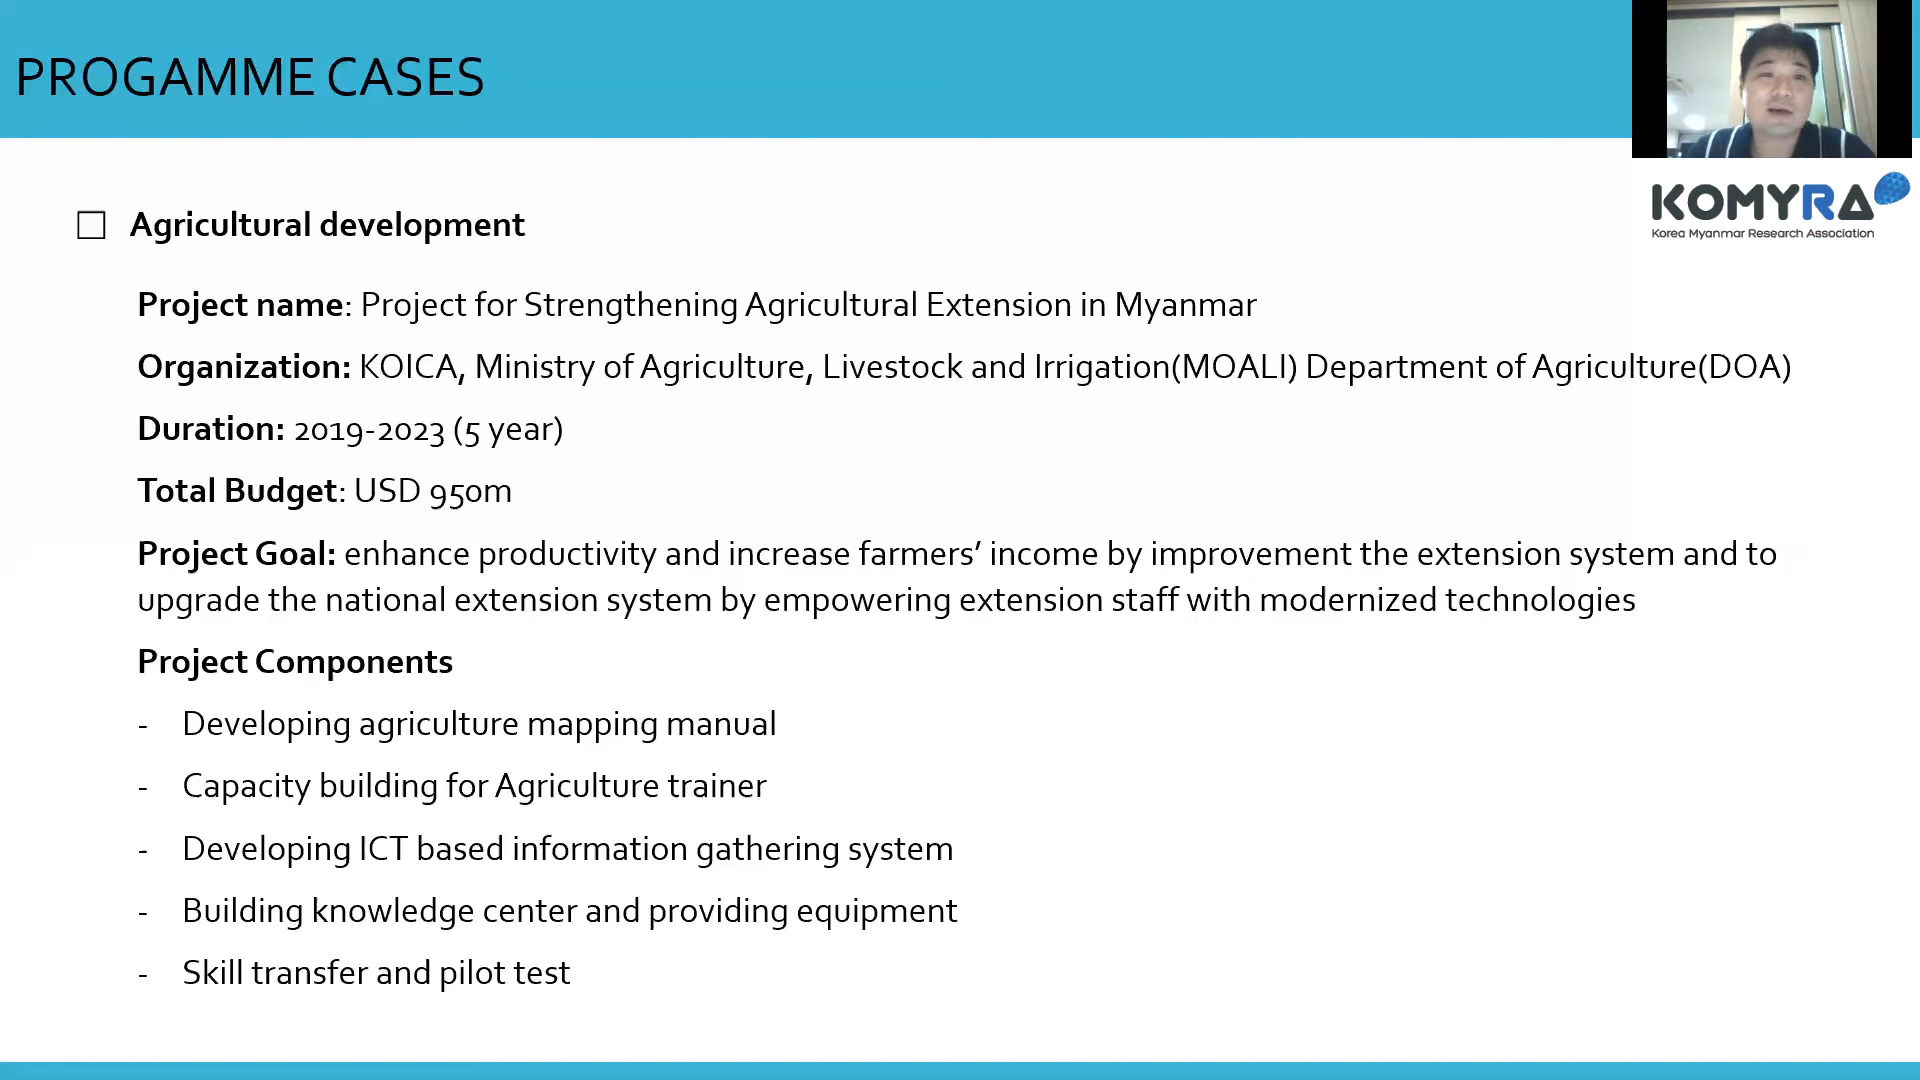 PROGAMME CASES
KOMYRA
Korea Myanmar Research Association
Agricultural development
Project name: Project for Strengthening Agricultural Extension in Myanmar
Organization: KOICA, Ministry of Agriculture, Livestock and Irrigation(MOALI) Department of Agriculture(DOA)
Duration: 2019-2023 (5 year)
Total Budget: USD 950m
Project Goal: enhance productivity and increase farmers’ income by improvement the extension system and to
upgrade the national extension system by empowering extension staff with modernized technologies
Project Components
- Developing agriculture mapping manual
- Capacity building for Agriculture trainer
- Developing ICT based information gathering system
- Building knowledge center and providing equipment
- Skill transfer and pilot test